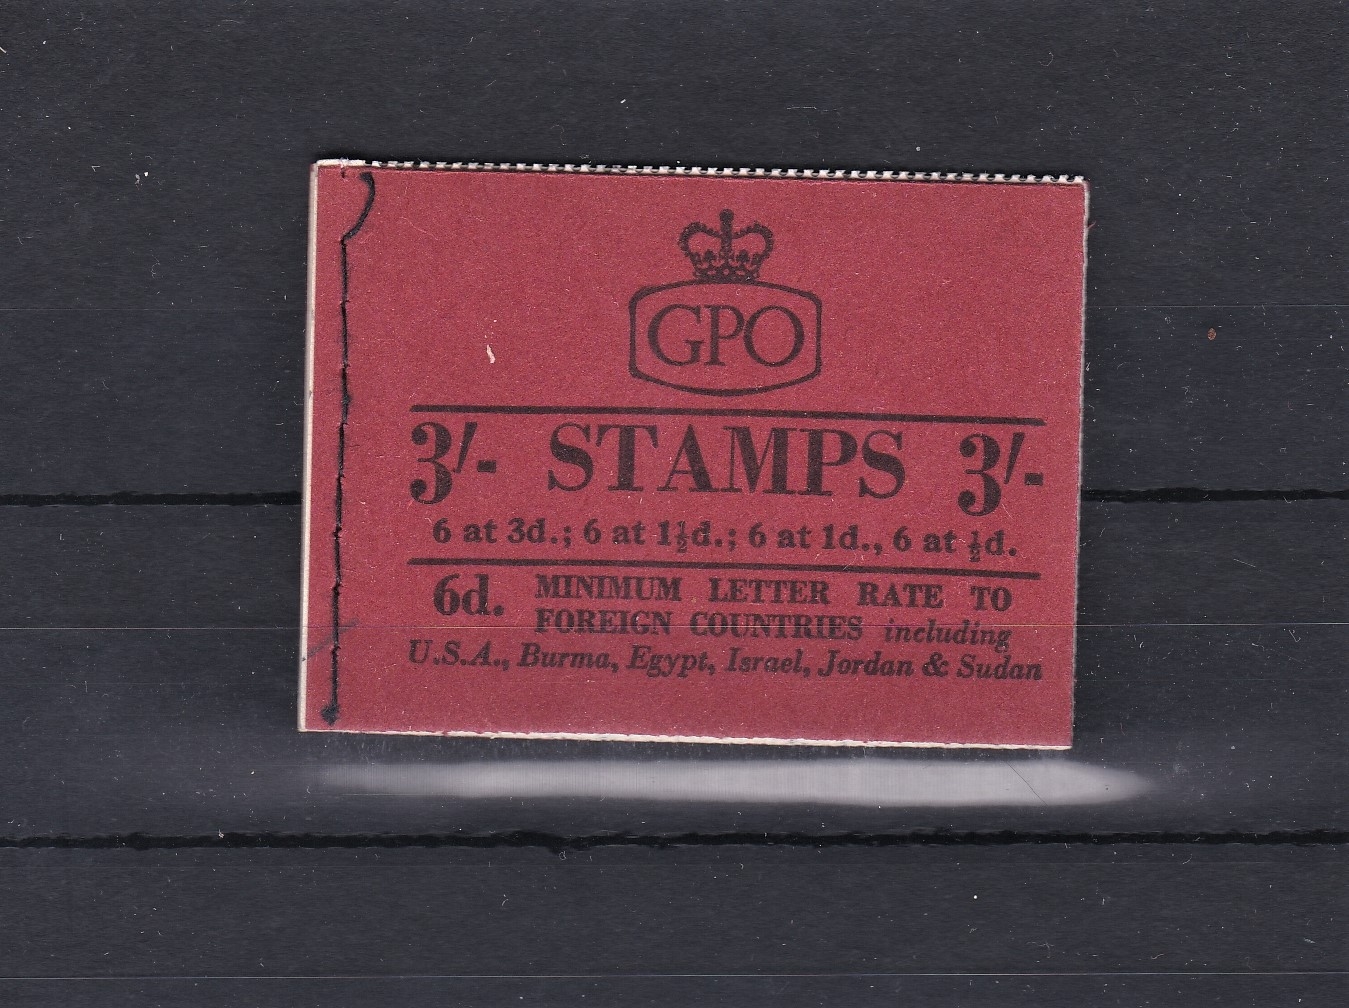 GPO
3/- STAMPS 3/-
6 at 3d.; 6 at 1½d.; 6 at 1d., 6 at ½d.
6d. MINIMUM LETTER RATE TO
FOREIGN COUNTRIES including
U.S.A., Burma, Egypt, Israel, Jordan & Sudan